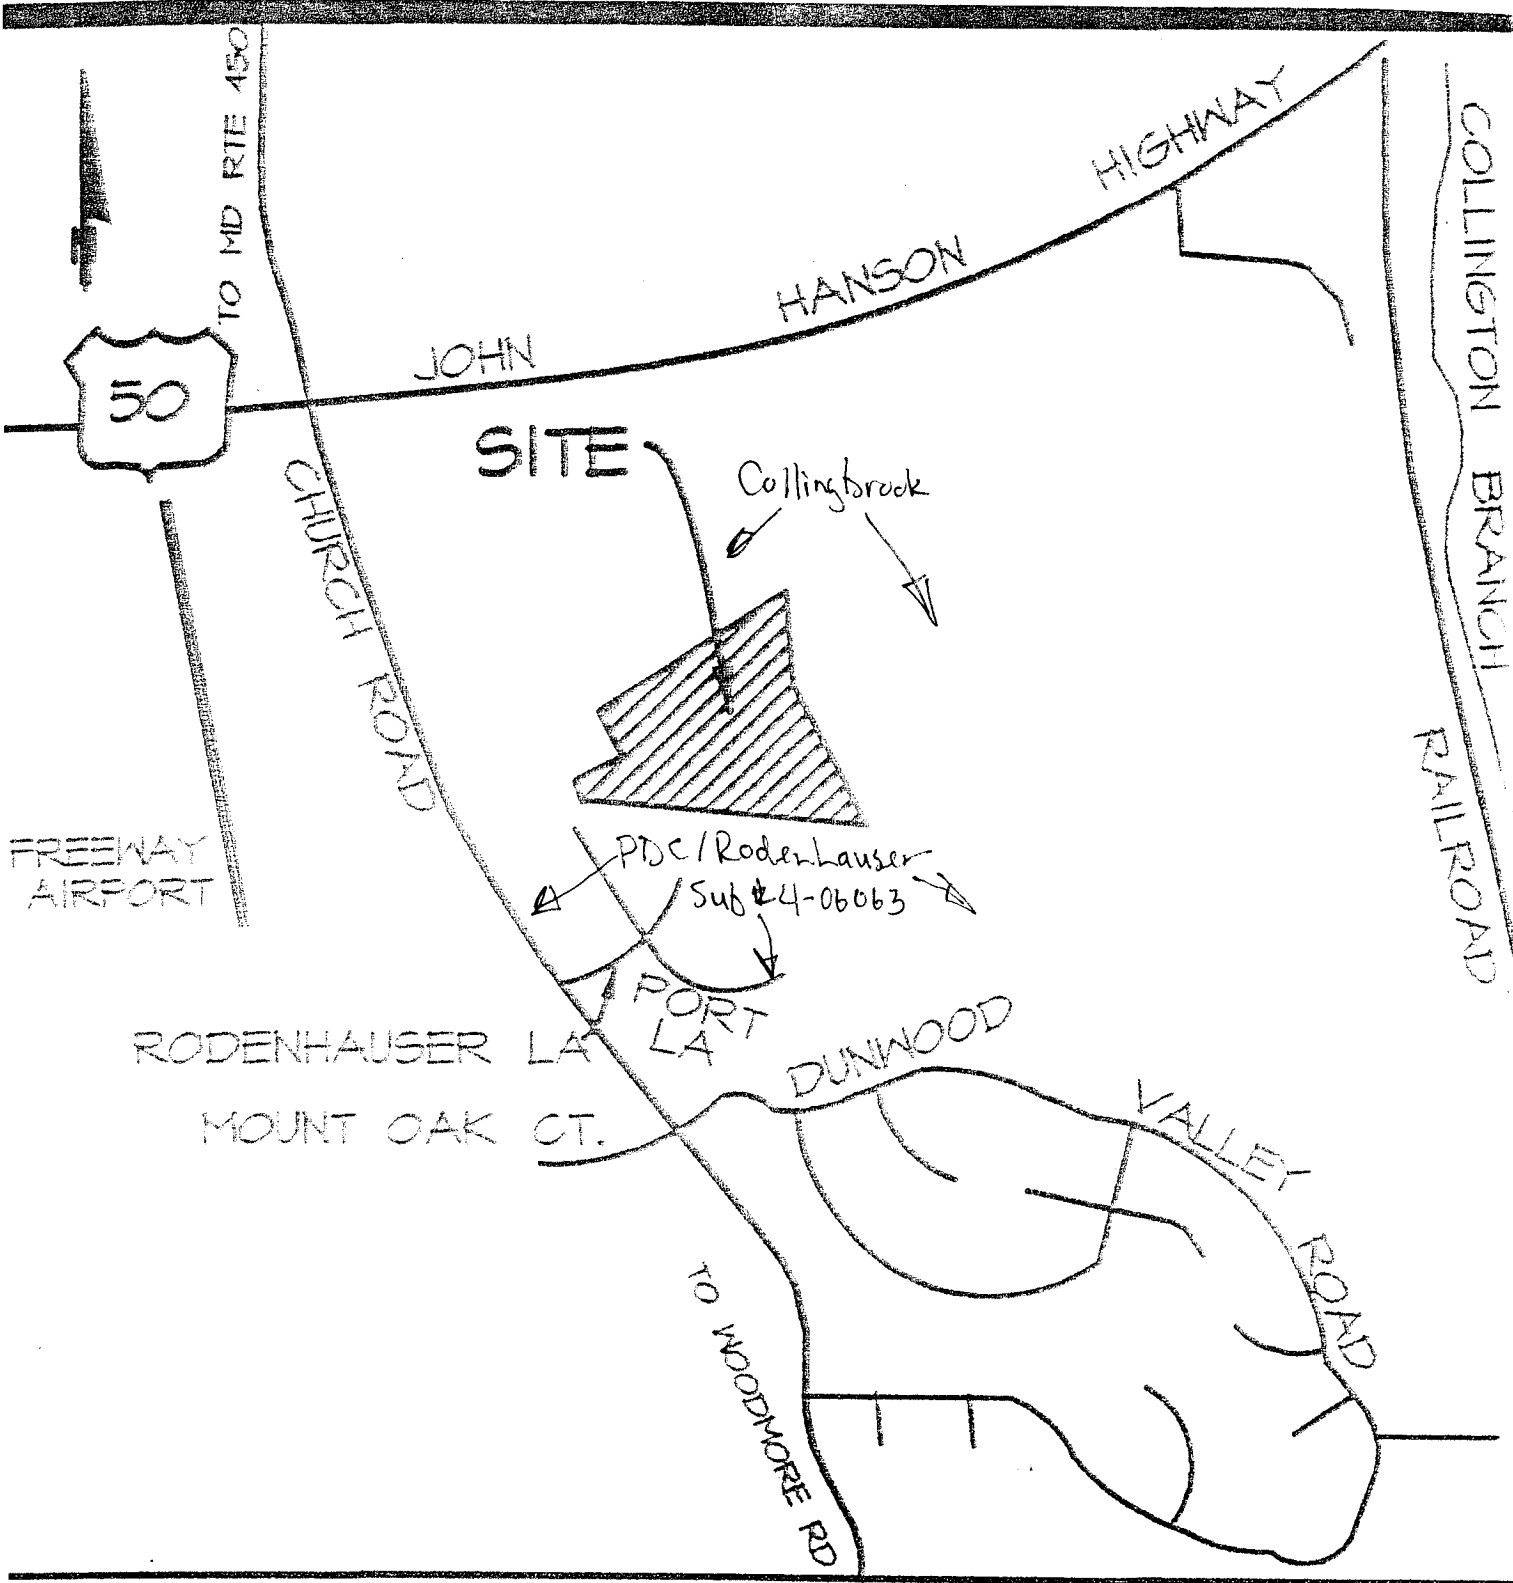 TO MD RTE 450
JOHN HANSON HIGHWAY
COLLINGTON BRANCH
50
SITE
Collingbrook
CHURCH ROAD
RAILROAD
FREEWAY
AIRPORT
PDC/Rodenhauser
Sub #4-06063
RODENHAUSER LA
PORT
LA
MOUNT OAK CT.
DUNWOOD VALLEY ROAD
TO WOODMORE RD